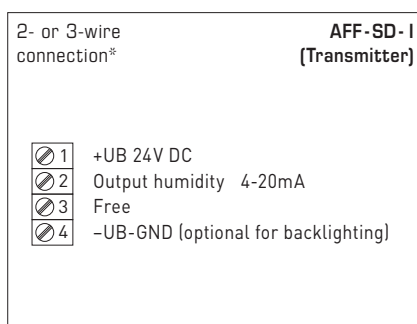 2- or 3-wire
connection*
AFF-SD-I
(Transmitter)
1 +UB 24V DC
2 Output humidity 4-20mA
3 Free
4 –UB-GND (optional for backlighting)